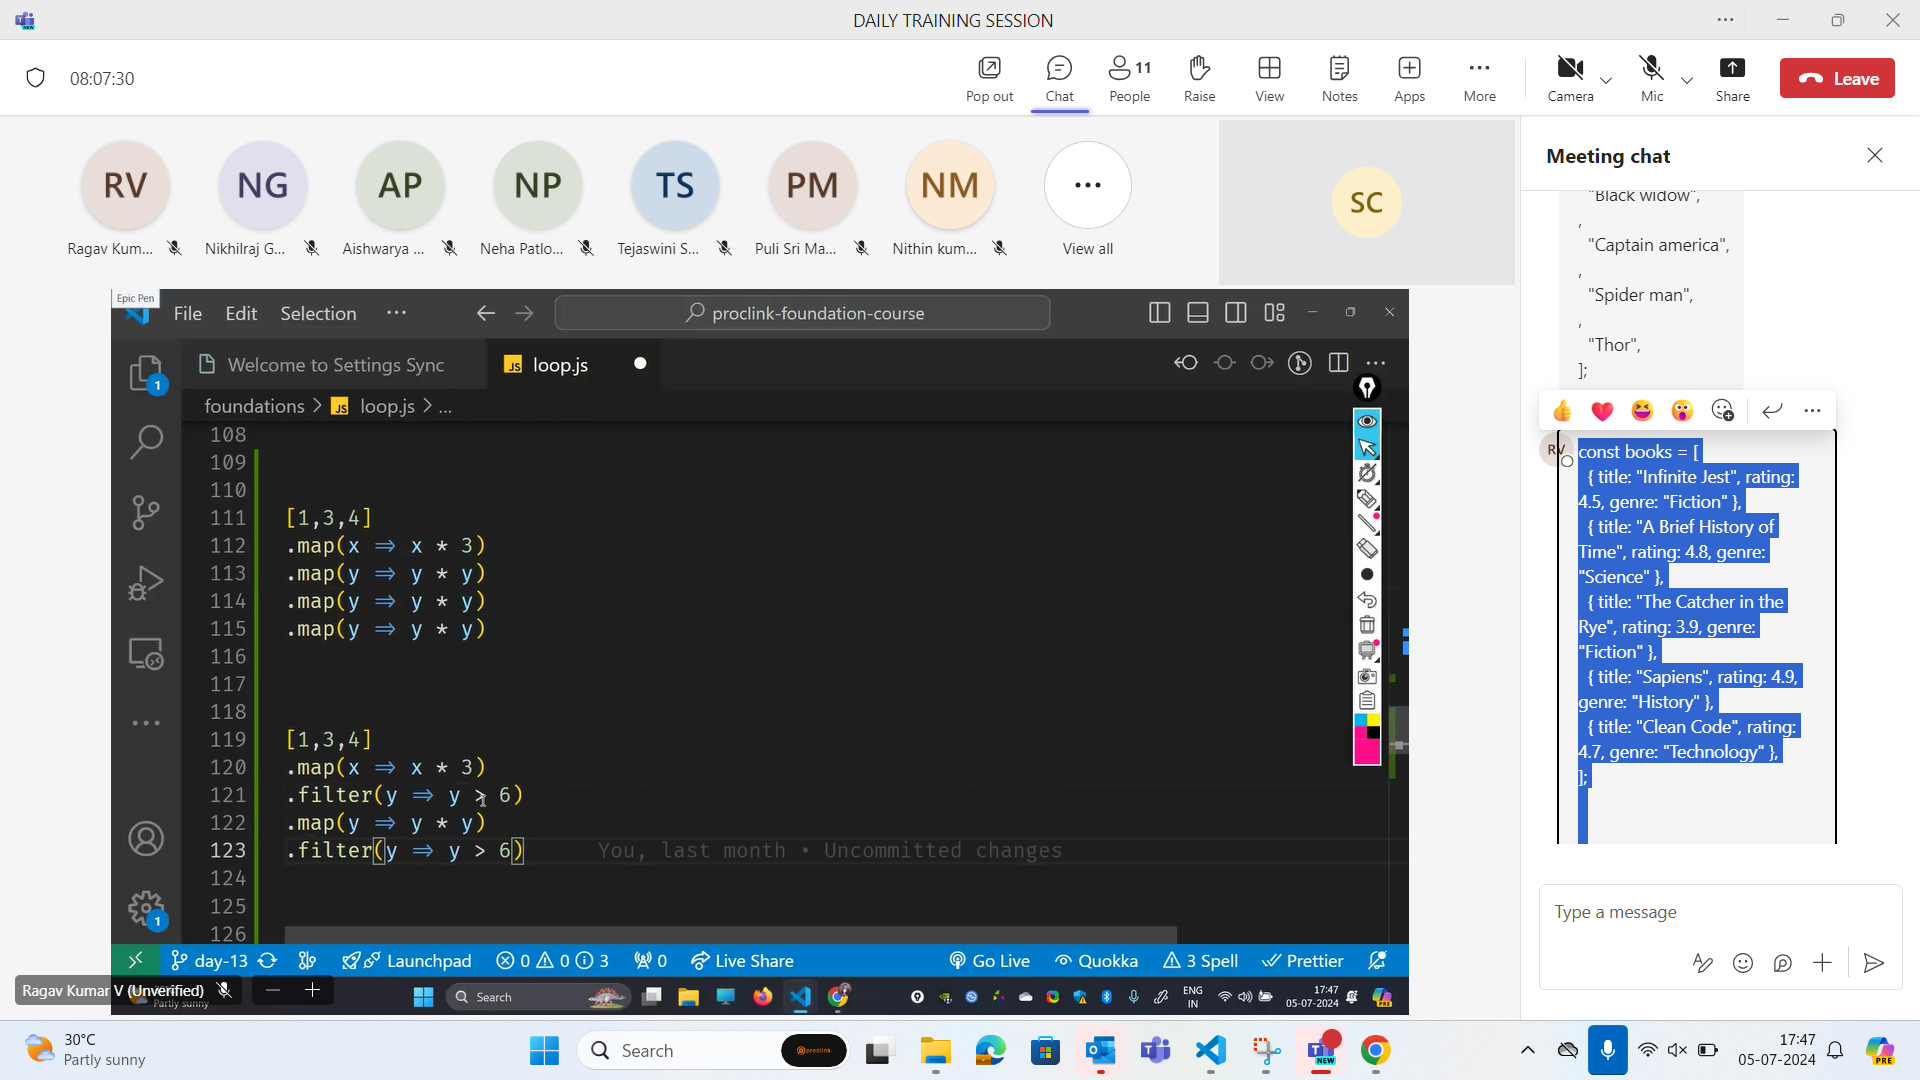 DAILY TRAINING SESSION
08:07:30
Pop out
Chat
11
People
Raise
View
Notes
Apps
More
Camera
Mic
Share
Leave
RV
NG
AP
NP
TS
PM
NM
SC
Ragav Kum...
Nikhilraj G...
Aishwarya ...
Neha Patlo...
Tejaswini S...
Puli Sri Ma...
Nithin kum...
View all
Meeting chat
"Black widow",
,
"Captain america",
,
"Spider man",
,
"Thor",
];
RV
const books = [
{ title: "Infinite Jest", rating:
4.5, genre: "Fiction" },
{ title: "A Brief History of
Time", rating: 4.8, genre:
"Science" },
{ title: "The Catcher in the
Rye", rating: 3.9, genre:
"Fiction" },
{ title: "Sapiens", rating: 4.9,
genre: "History" },
{ title: "Clean Code", rating:
4.7, genre: "Technology" },
];
Type a message
Epic Pen
File Edit Selection ...
proclink-foundation-course
Welcome to Settings Sync
JS loop.js
foundations > JS loop.js > ...
108
109
110
111 [1,3,4]
112 .map(x ⇒ x * 3)
113 .map(y ⇒ y * y)
114 .map(y ⇒ y * y)
115 .map(y ⇒ y * y)
116
117
118
119 [1,3,4]
120 .map(x ⇒ x * 3)
121 .filter(y ⇒ y > 6)
122 .map(y ⇒ y * y)
123 .filter(y ⇒ y > 6) You, last month • Uncommitted changes
124
125
126
1
1
day-13
Launchpad
0 0 3
0
Live Share
Go Live
Quokka
3 Spell
Prettier
Ragav Kumar V (Unverified)
Partly sunny
Search
ENG
IN
17:47
05-07-2024
30°C
Partly sunny
Search
proclink
NEW
17:47
05-07-2024
PRE